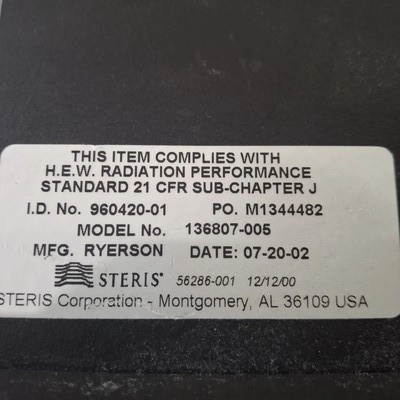 THIS ITEM COMPLIES WITH
H.E.W. RADIATION PERFORMANCE
STANDARD 21 CFR SUB-CHAPTER J
I.D. No. 960420-01 PO. M1344482
MODEL No. 136807-005
MFG. RYERSON DATE: 07-20-02
STERIS® 56286-001 12/12/00
STERIS Corporation - Montgomery, AL 36109 USA